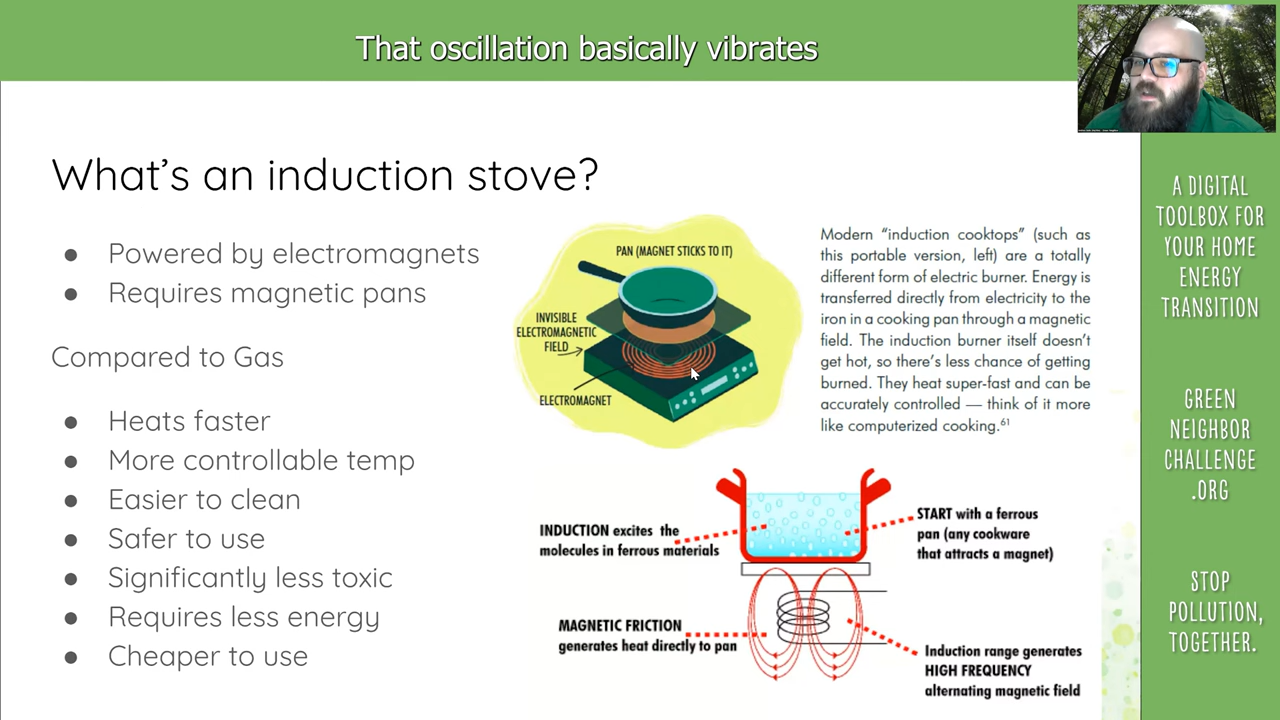 That oscillation basically vibrates
What's an induction stove?
● Powered by electromagnets
● Requires magnetic pans
Compared to Gas
● Heats faster
● More controllable temp
● Easier to clean
● Safer to use
● Significantly less toxic
● Requires less energy
● Cheaper to use
PAN (MAGNET STICKS TO IT)
INVISIBLE
ELECTROMAGNETIC
FIELD
ELECTROMAGNET
Modern “induction cooktops” (such as
this portable version, left) are a totally
different form of electric burner. Energy is
transferred directly from electricity to the
iron in a cooking pan through a magnetic
field. The induction burner itself doesn’t
get hot, so there’s less chance of getting
burned. They heat super-fast and can be
accurately controlled — think of it more
like computerized cooking.61
INDUCTION excites the
molecules in ferrous materials
START with a ferrous
pan (any cookware
that attracts a magnet)
MAGNETIC FRICTION
generates heat directly to pan
Induction range generates
HIGH FREQUENCY
alternating magnetic field
A DIGITAL
TOOLBOX FOR
YOUR HOME
ENERGY
TRANSITION
GREEN
NEIGHBOR
CHALLENGE
.ORG
STOP
POLLUTION,
TOGETHER.